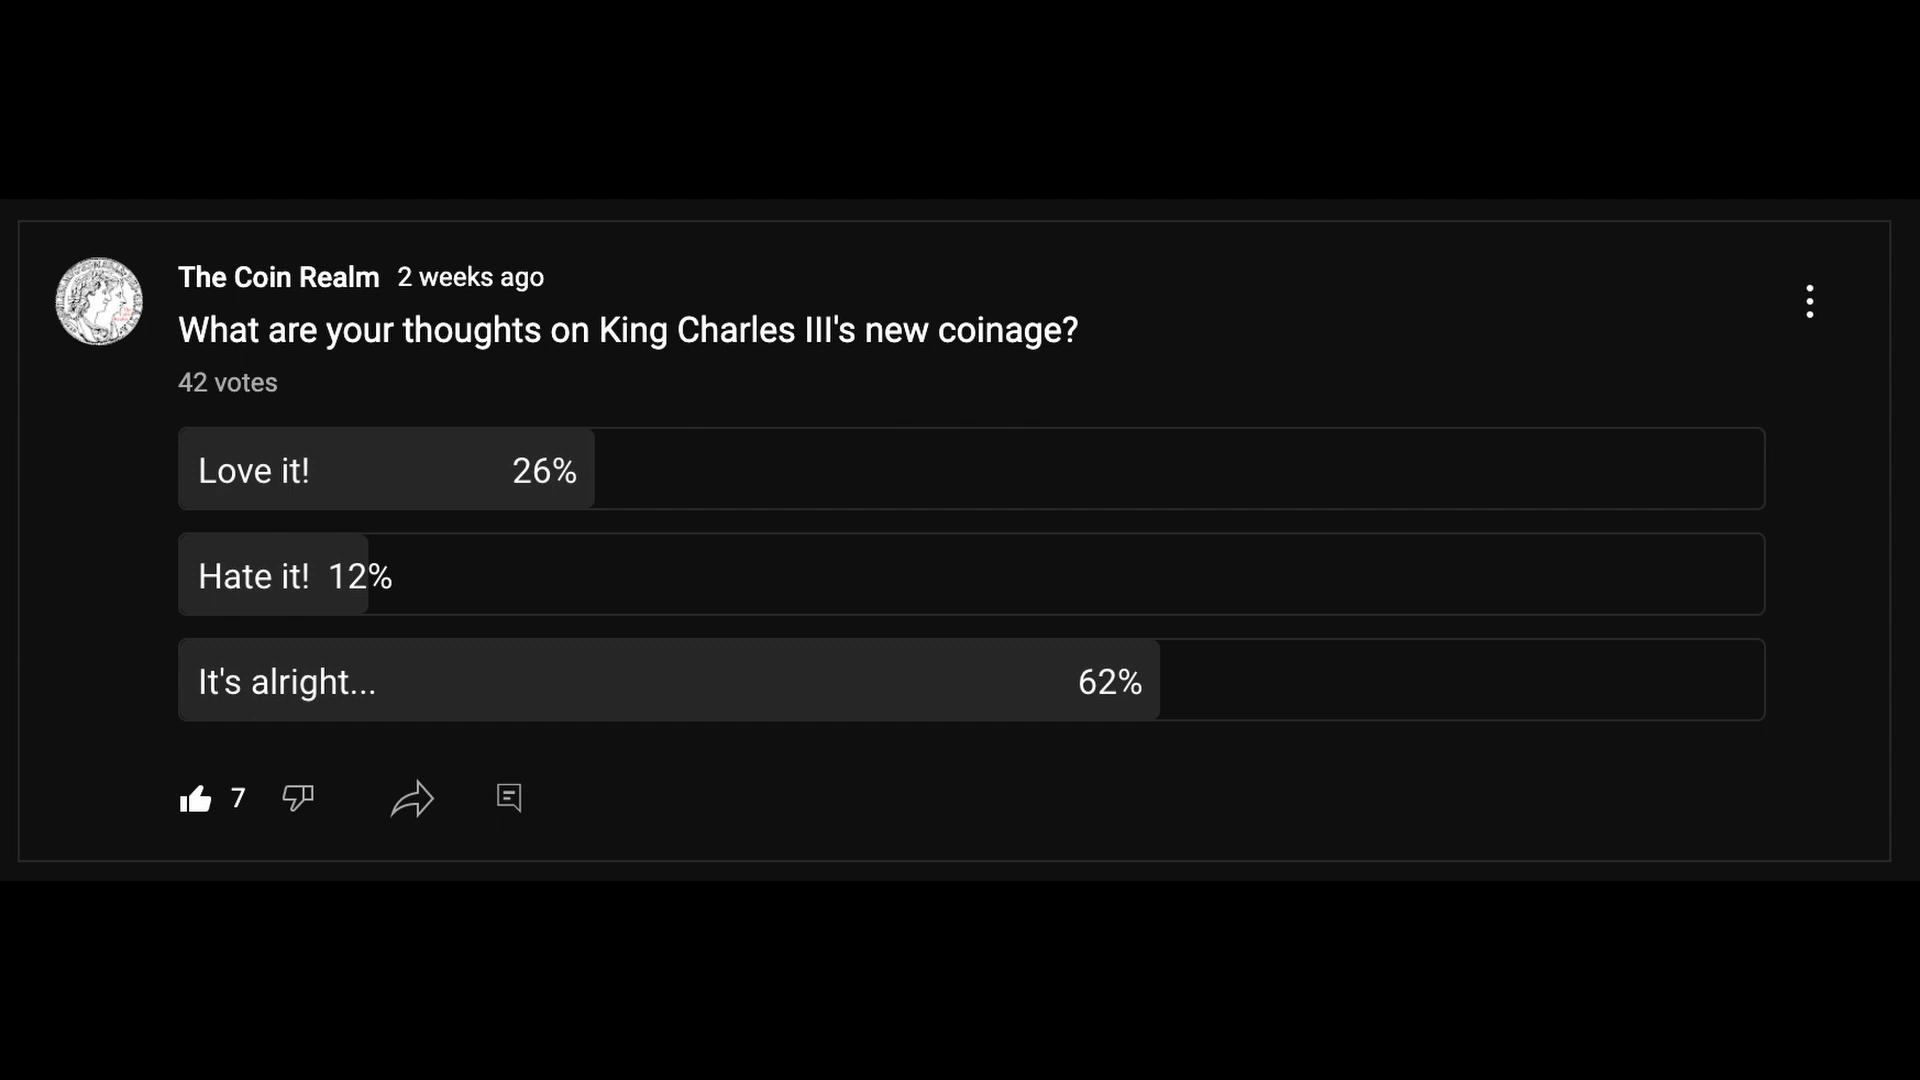 The Coin Realm 2 weeks ago
What are your thoughts on King Charles III's new coinage?
42 votes
Love it! 26%
Hate it! 12%
It's alright... 62%
7